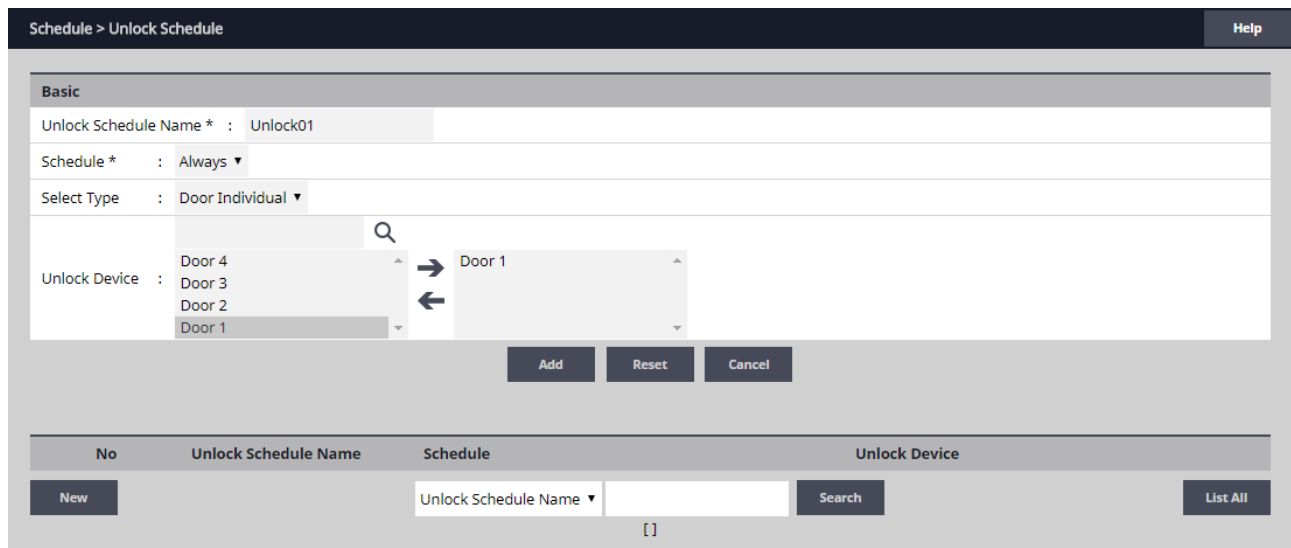 Schedule > Unlock Schedule Help
Basic
Unlock Schedule Name * : Unlock01
Schedule * : Always ▼
Select Type : Door Individual ▼
Unlock Device :
Door 4
Door 3
Door 2
Door 1
Door 1
Add Reset Cancel
No Unlock Schedule Name Schedule Unlock Device
New Unlock Schedule Name ▼ Search List All
[ ]